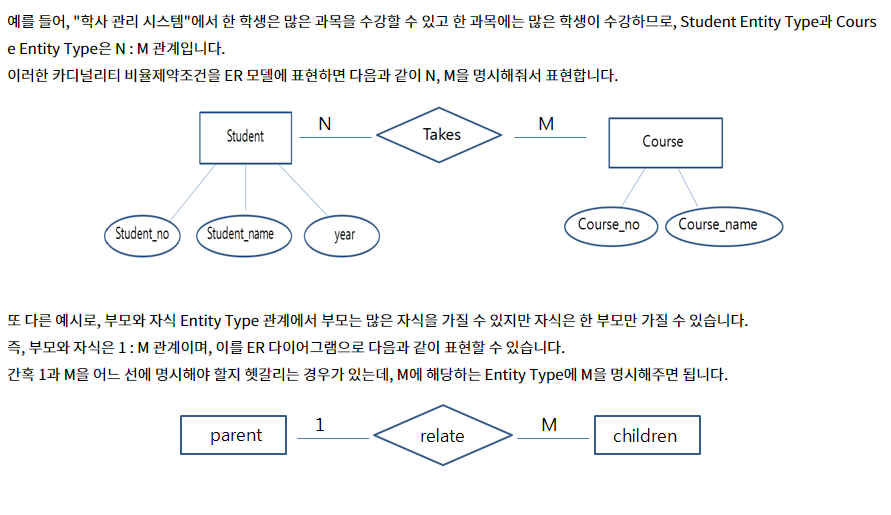 예를 들어, "학사 관리 시스템"에서 한 학생은 많은 과목을 수강할 수 있고 한 과목에는 많은 학생이 수강하므로, Student Entity Type과 Cours
e Entity Type은 N : M 관계입니다.
이러한 카디널리티 비율제약조건을 ER 모델에 표현하면 다음과 같이 N, M을 명시해줘서 표현합니다.
Student N Takes M Course
Student_no Student_name year Course_no Course_name
또 다른 예시로, 부모와 자식 Entity Type 관계에서 부모는 많은 자식을 가질 수 있지만 자식은 한 부모만 가질 수 있습니다.
즉, 부모와 자식은 1 : M 관계이며, 이를 ER 다이어그램으로 다음과 같이 표현할 수 있습니다.
간혹 1과 M을 어느 선에 명시해야 할지 헷갈리는 경우가 있는데, M에 해당하는 Entity Type에 M을 명시해주면 됩니다.
parent 1 relate M children